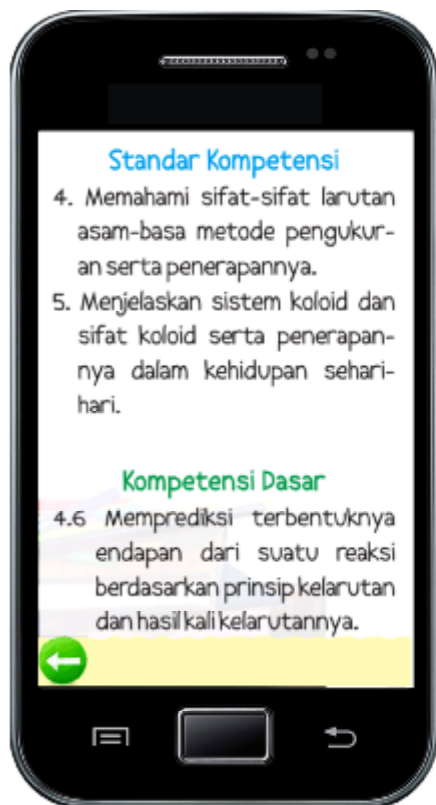 Standar Kompetensi
4. Memahami sifat-sifat larutan
asam-basa metode pengukur-
an serta penerapannya.
5. Menjelaskan sistem koloid dan
sifat koloid serta penerapan-
nya dalam kehidupan sehari-
hari.
Kompetensi Dasar
4.6 Memprediksi terbentuknya
endapan dari suatu reaksi
berdasarkan prinsip kelarutan
dan hasil kali kelarutannya.